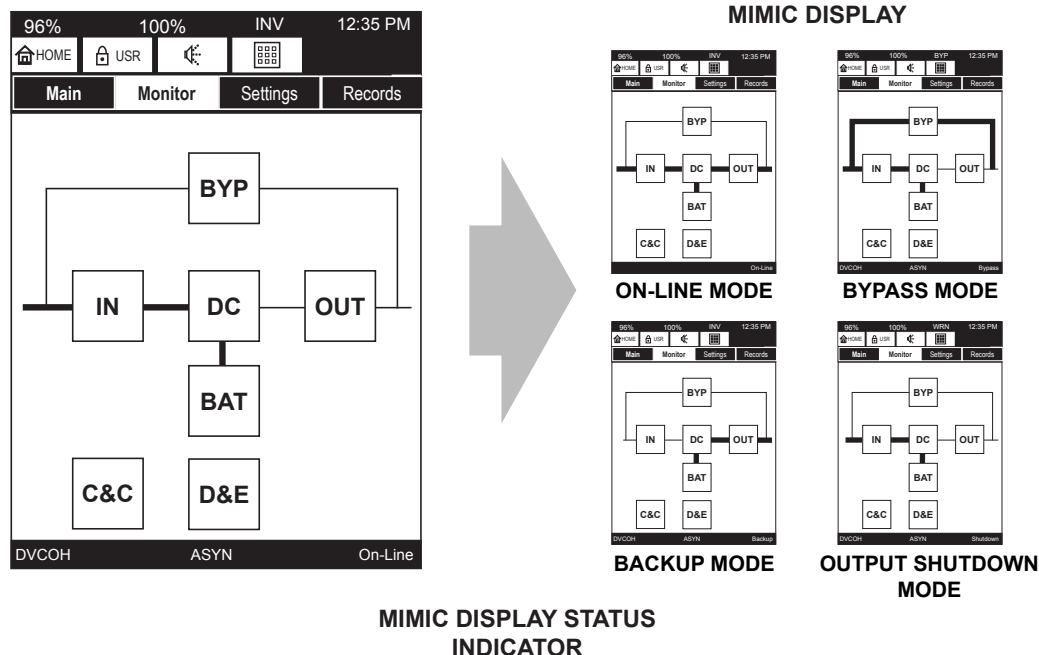 96% 100% INV 12:35 PM
HOME USR
Main Monitor Settings Records
BYP
IN DC OUT
BAT
C&C D&E
DVCOH ASYN On-Line
MIMIC DISPLAY
96% 100% INV 12:35 PM
HOME USR
Main Monitor Settings Records
BYP
IN DC OUT
BAT
C&C D&E
On-Line
ON-LINE MODE
96% 100% BYP 12:35 PM
HOME USR
Main Monitor Settings Records
BYP
IN DC OUT
BAT
C&C D&E
DVCOH ASYN Bypass
BYPASS MODE
96% 100% INV 12:35 PM
HOME USR
Main Monitor Settings Records
BYP
IN DC OUT
BAT
C&C D&E
DVCOH ASYN Backup
BACKUP MODE
96% 100% WRN 12:35 PM
HOME USR
Main Monitor Settings Records
BYP
IN DC OUT
BAT
C&C D&E
DVCOH ASYN Shutdown
OUTPUT SHUTDOWN
MODE
MIMIC DISPLAY STATUS
INDICATOR